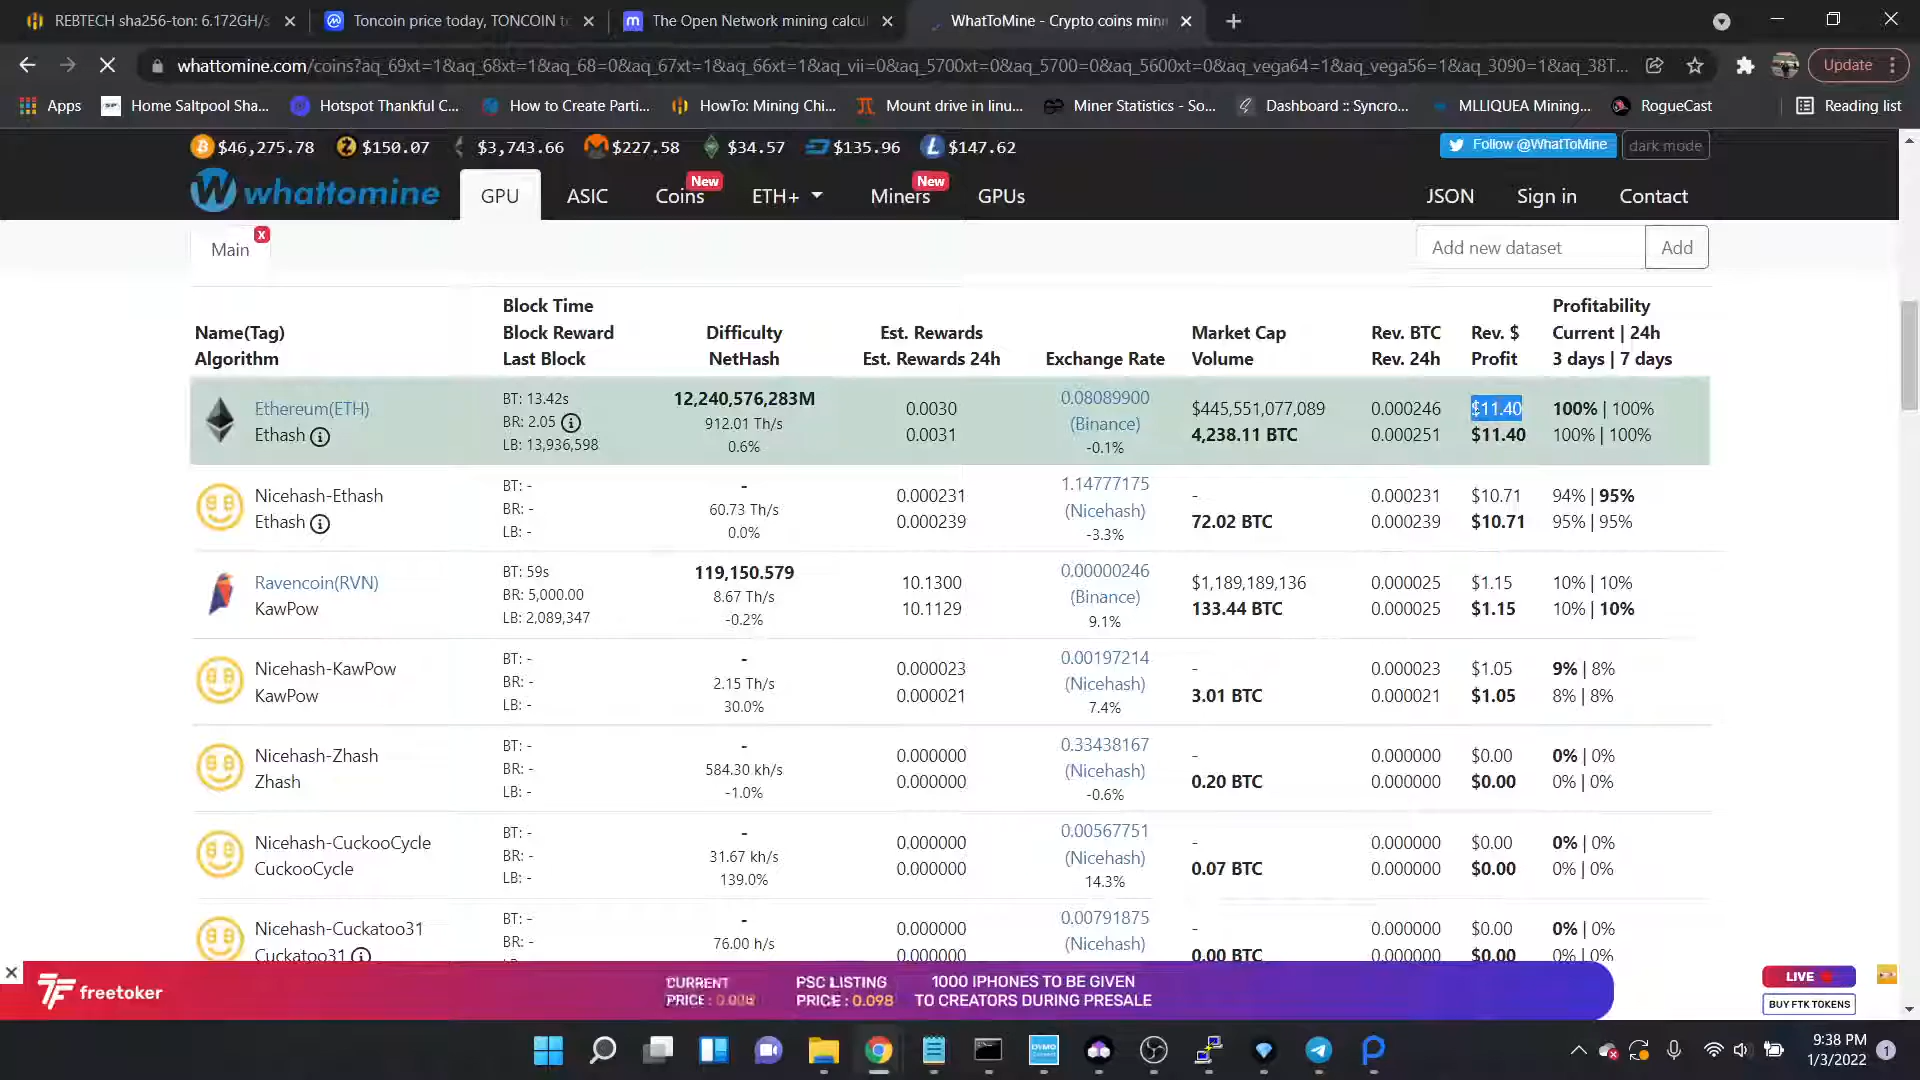 REBTECH sha256-ton: 6.172GH/s
Toncoin price today, TONCOIN to
The Open Network mining calcu
WhatToMine - Crypto coins mini
whattomine.com/coins?aq_69xt=1&aq_68xt=1&aq_68=0&aq_67xt=1&aq_66xt=1&aq_vii=0&aq_5700xt=0&aq_5700=0&aq_5600xt=0&aq_vega64=1&aq_vega56=1&aq_3090=1&aq_38T...
Update
Apps
Home Saltpool Sha...
Hotspot Thankful C...
How to Create Parti...
HowTo: Mining Chi...
Mount drive in linu...
Miner Statistics - So...
Dashboard :: Syncro...
MLLIQUEA Mining...
RogueCast
Reading list
$46,275.78
$150.07
$3,743.66
$227.58
$34.57
$135.96
$147.62
Follow @WhatToMine
dark mode
whattomine
GPU
ASIC
Coins
New
ETH+
Miners
New
GPUs
JSON
Sign in
Contact
Main
x
Add new dataset
Add
Name(Tag)
Algorithm
Block Time
Block Reward
Last Block
Difficulty
NetHash
Est. Rewards
Est. Rewards 24h
Exchange Rate
Market Cap
Volume
Rev. BTC
Rev. 24h
Rev. $
Profit
Profitability
Current | 24h
3 days | 7 days
Ethereum(ETH)
Ethash
BT: 13.42s
BR: 2.05
LB: 13,936,598
12,240,576,283M
912.01 Th/s
0.6%
0.0030
0.0031
0.08089900
(Binance)
-0.1%
$445,551,077,089
4,238.11 BTC
0.000246
0.000251
$11.40
$11.40
100% | 100%
100% | 100%
Nicehash-Ethash
Ethash
BT: -
BR: -
LB: -
-
60.73 Th/s
0.0%
0.000231
0.000239
1.14777175
(Nicehash)
-3.3%
-
72.02 BTC
0.000231
0.000239
$10.71
$10.71
94% | 95%
95% | 95%
Ravencoin(RVN)
KawPow
BT: 59s
BR: 5,000.00
LB: 2,089,347
119,150.579
8.67 Th/s
-0.2%
10.1300
10.1129
0.00000246
(Binance)
9.1%
$1,189,189,136
133.44 BTC
0.000025
0.000025
$1.15
$1.15
10% | 10%
10% | 10%
Nicehash-KawPow
KawPow
BT: -
BR: -
LB: -
-
2.15 Th/s
30.0%
0.000023
0.000021
0.00197214
(Nicehash)
7.4%
-
3.01 BTC
0.000023
0.000021
$1.05
$1.05
9% | 8%
8% | 8%
Nicehash-Zhash
Zhash
BT: -
BR: -
LB: -
-
584.30 kh/s
-1.0%
0.000000
0.000000
0.33438167
(Nicehash)
-0.6%
-
0.20 BTC
0.000000
0.000000
$0.00
$0.00
0% | 0%
0% | 0%
Nicehash-CuckooCycle
CuckooCycle
BT: -
BR: -
LB: -
-
31.67 kh/s
139.0%
0.000000
0.000000
0.00567751
(Nicehash)
14.3%
-
0.07 BTC
0.000000
0.000000
$0.00
$0.00
0% | 0%
0% | 0%
Nicehash-Cuckatoo31
Cuckatoo31
BT: -
BR: -
-
76.00 h/s
0.000000
0.000000
0.00791875
(Nicehash)
-
0.00 BTC
0.000000
0.000000
$0.00
$0.00
0% | 0%
0% | 0%
freetoker
CURRENT
PRICE :
PSC LISTING
PRICE : 0.098
1000 IPHONES TO BE GIVEN
TO CREATORS DURING PRESALE
LIVE
BUY FTK TOKENS
DYMO
9:38 PM
1/3/2022
1